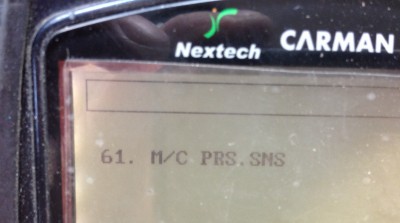 Nextech CARMAN
61. M/C PRS.SNS